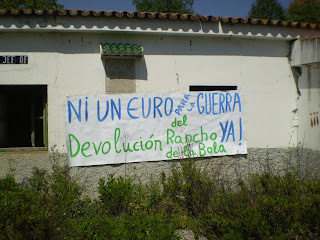 NI UN EURO PARA LA GUERRA
Devolución del Rancho YA!
de la Bola